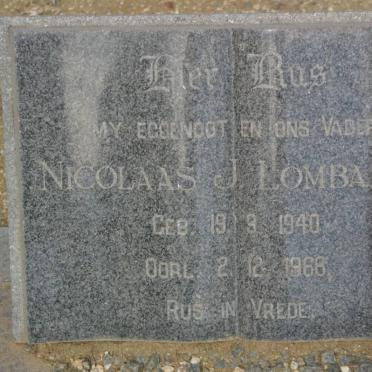 Hier Rus
MY EGGENOOT EN ONS VADER
NICOLAAS J. LOMBA
GEB. 19. 9. 1940
OORL. 2. 12. 1968
RUS IN VREDE.